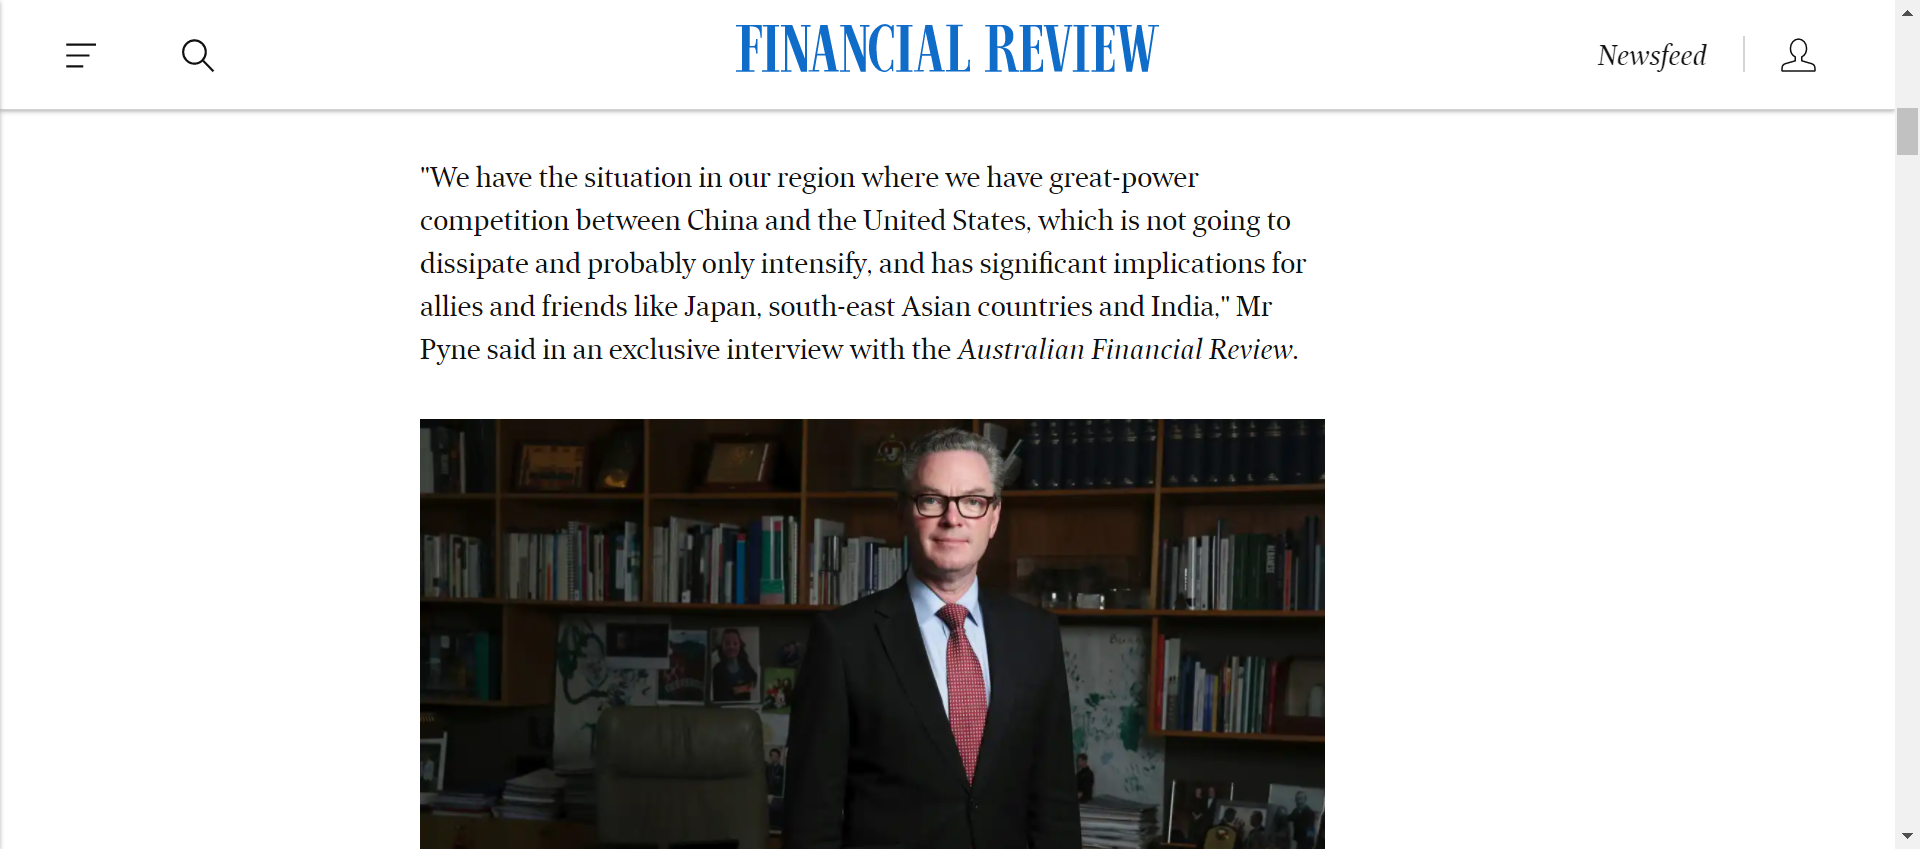 FINANCIAL REVIEW
Newsfeed
"We have the situation in our region where we have great-power
competition between China and the United States, which is not going to
dissipate and probably only intensify, and has significant implications for
allies and friends like Japan, south-east Asian countries and India," Mr
Pyne said in an exclusive interview with the Australian Financial Review.